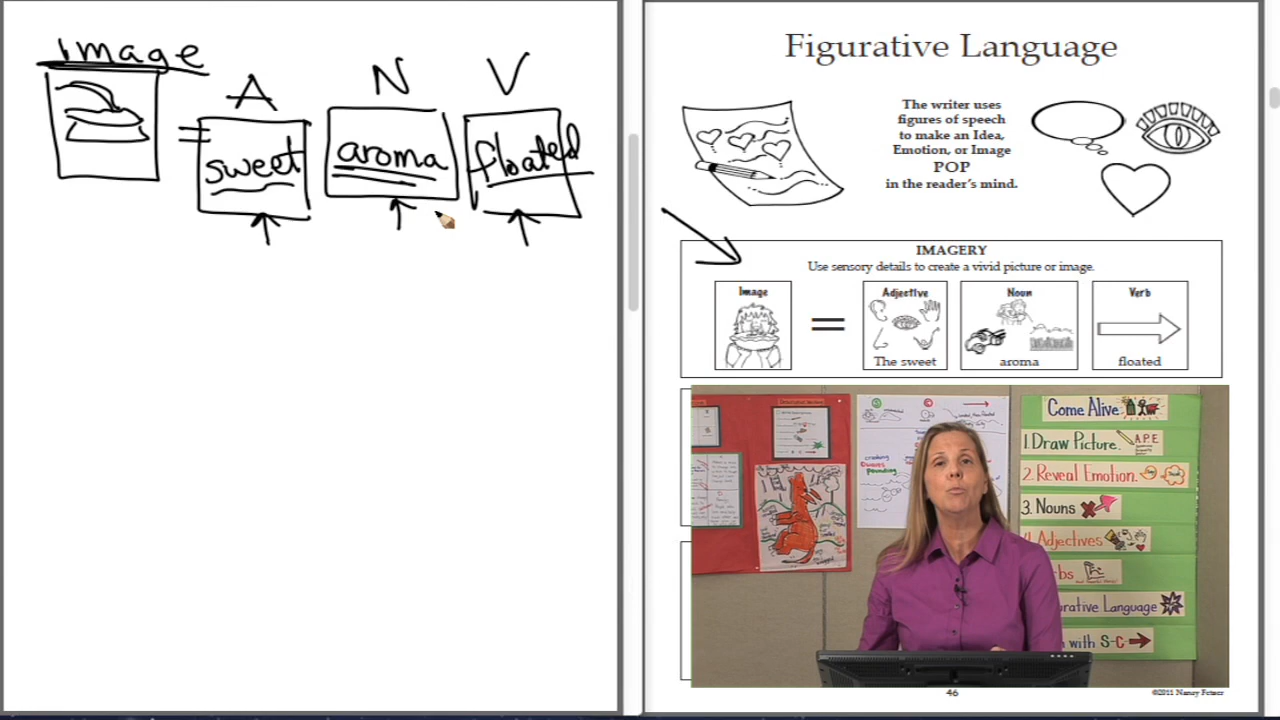 Image
A
N
V
=
sweet
aroma
floated
Figurative Language
The writer uses
figures of speech
to make an Idea,
Emotion, or Image
POP
in the reader's mind.
IMAGERY
Use sensory details to create a vivid picture or image.
Image
=
Adjective
Noun
Verb
The sweet
aroma
floated
Come Alive
1. Draw Picture.
A.P.E.
2. Reveal Emotion.
3. Nouns
Adjectives
rbs
urative Language
with S-C
46
©2011 Nancy Fetzer